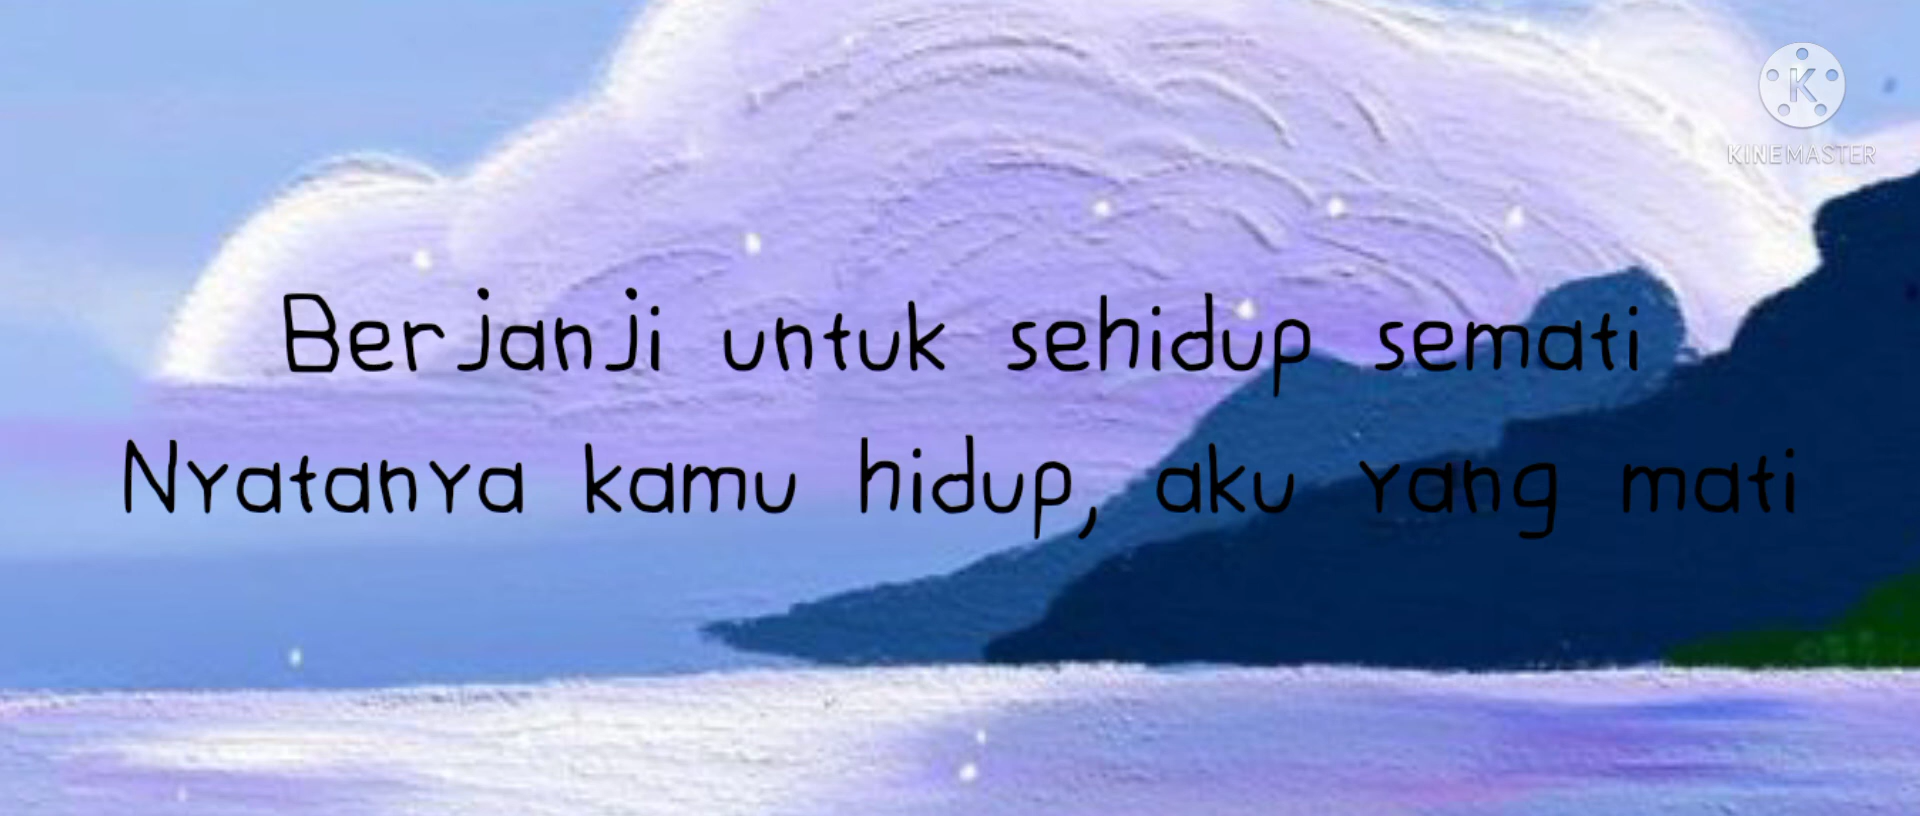 KINEMASTER
Berjanji untuk sehidup semati
Nyatanya kamu hidup, aku yang mati